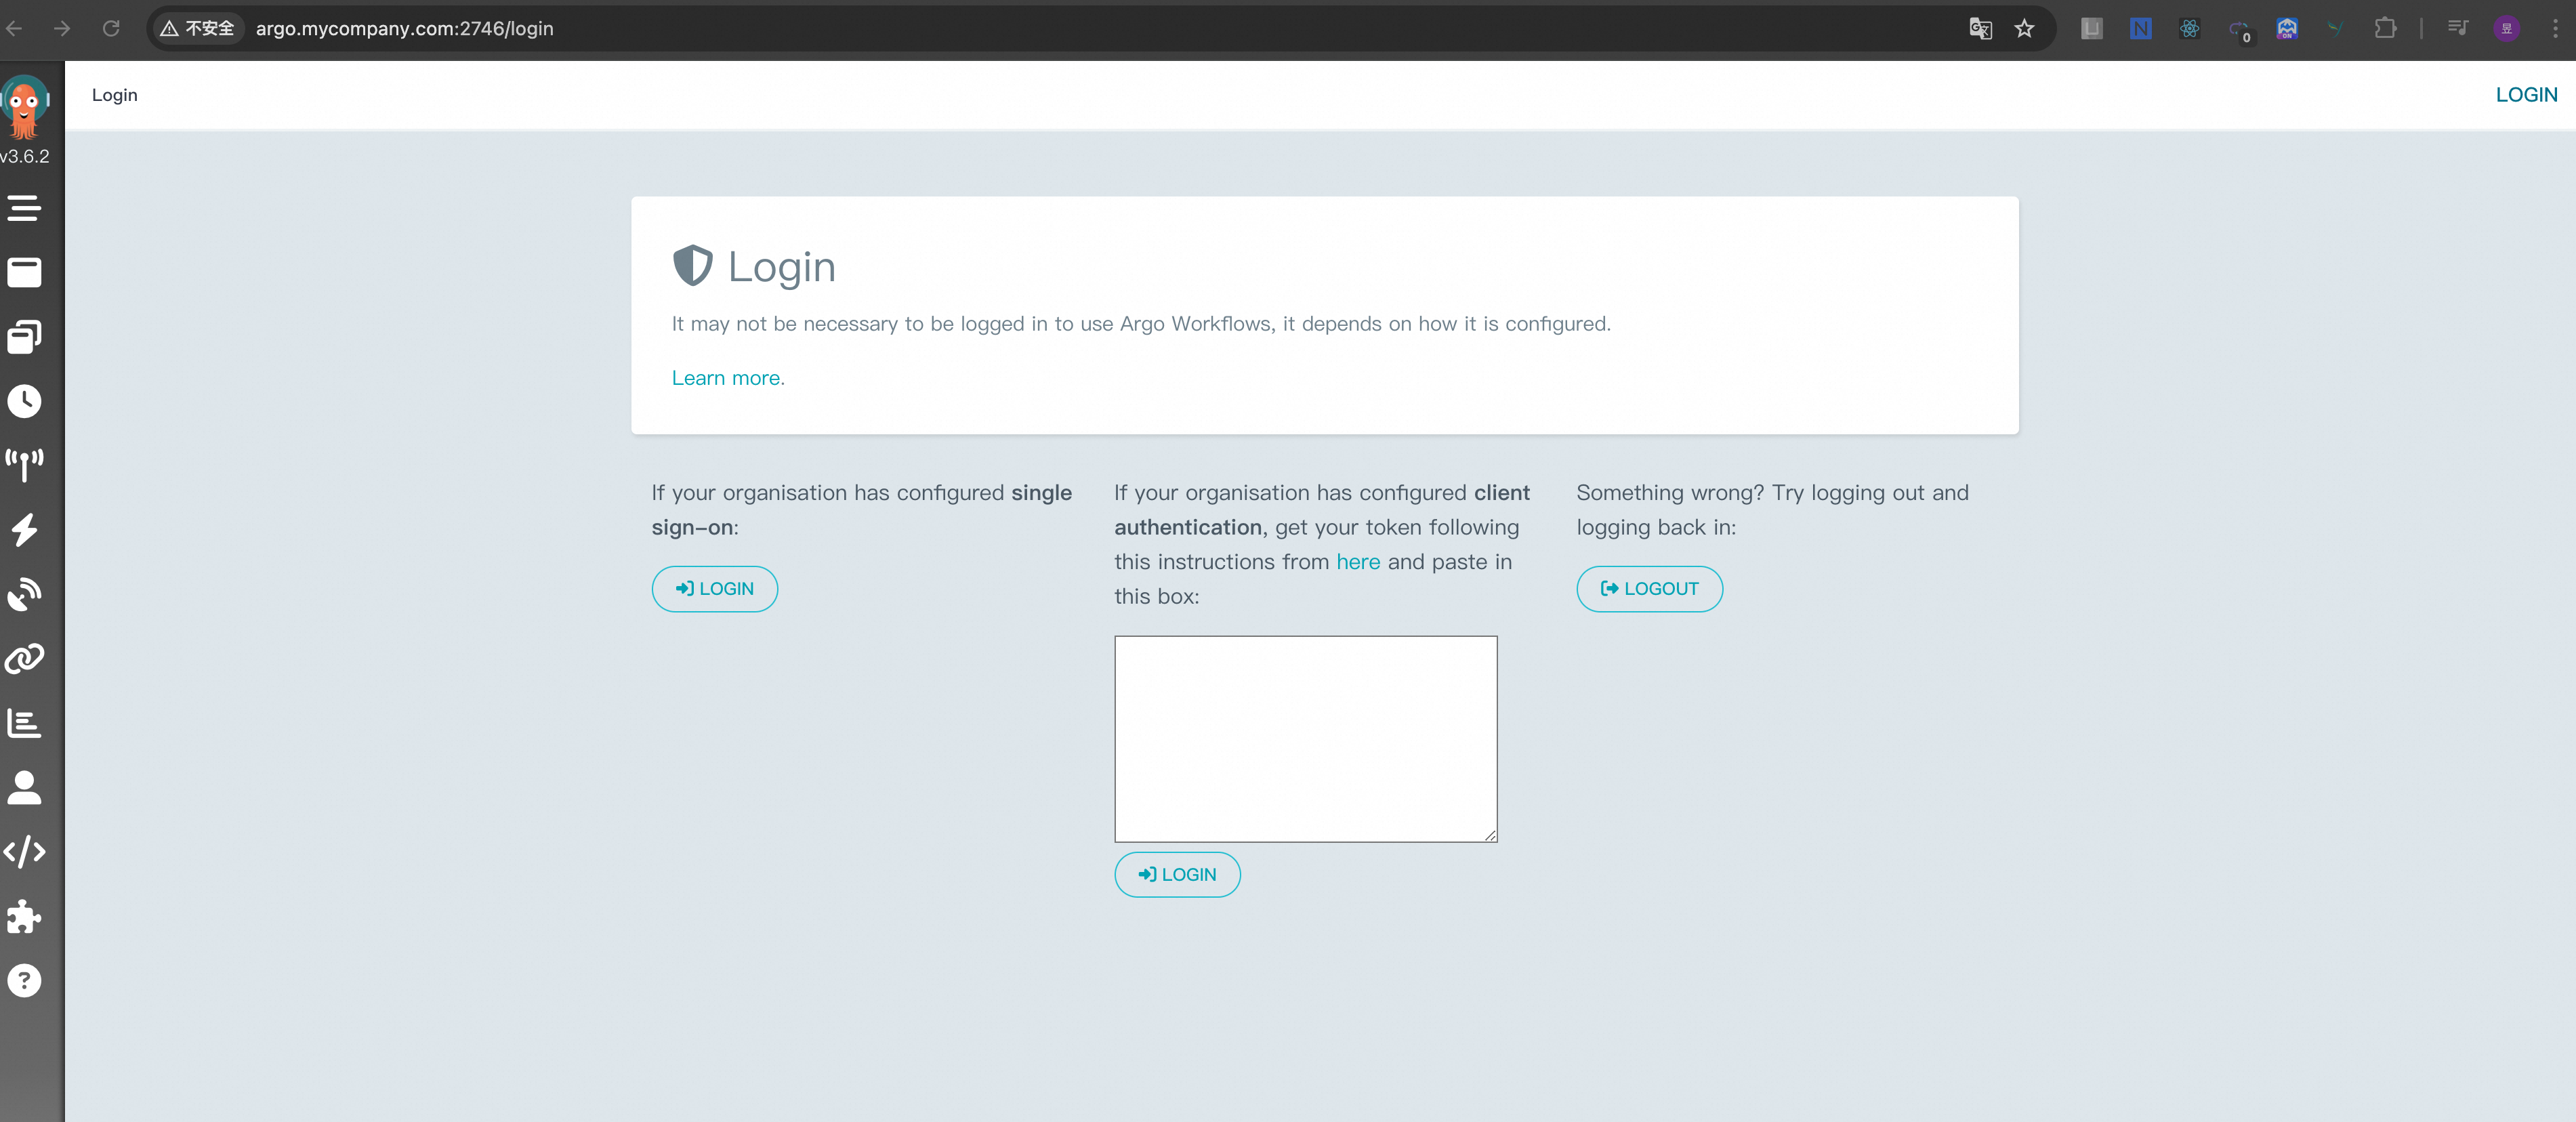 不安全 argo.mycompany.com:2746/login
0
ON
昱
Login
LOGIN
v3.6.2
Login
It may not be necessary to be logged in to use Argo Workflows, it depends on how it is configured.
Learn more.
If your organisation has configured single
sign-on:
LOGIN
If your organisation has configured client
authentication, get your token following
this instructions from here and paste in
this box:
LOGIN
Something wrong? Try logging out and
logging back in:
LOGOUT